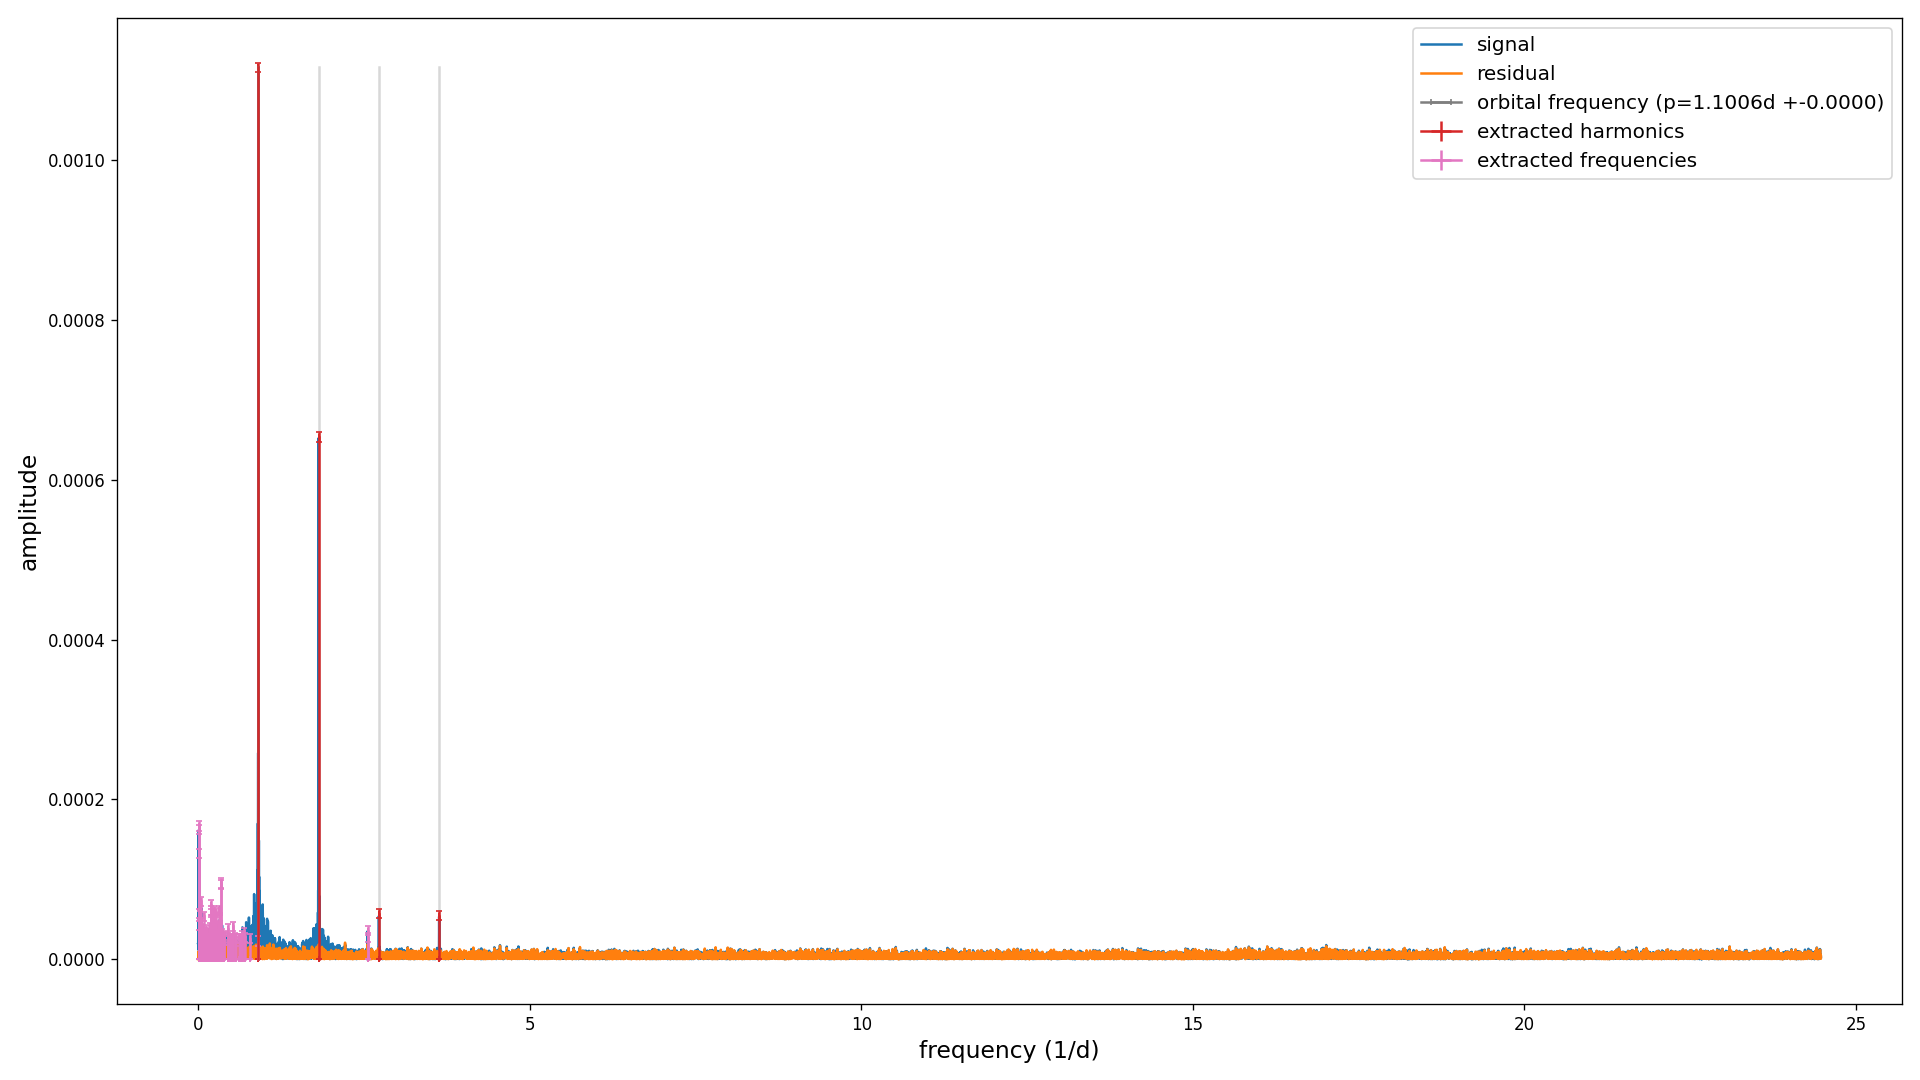 signal
residual
orbital frequency (p=1.1006d +-0.0000)
extracted harmonics
extracted frequencies
amplitude
0.0010
0.0008
0.0006
0.0004
0.0002
0.0000
0 5 10 15 20 25
frequency (1/d)